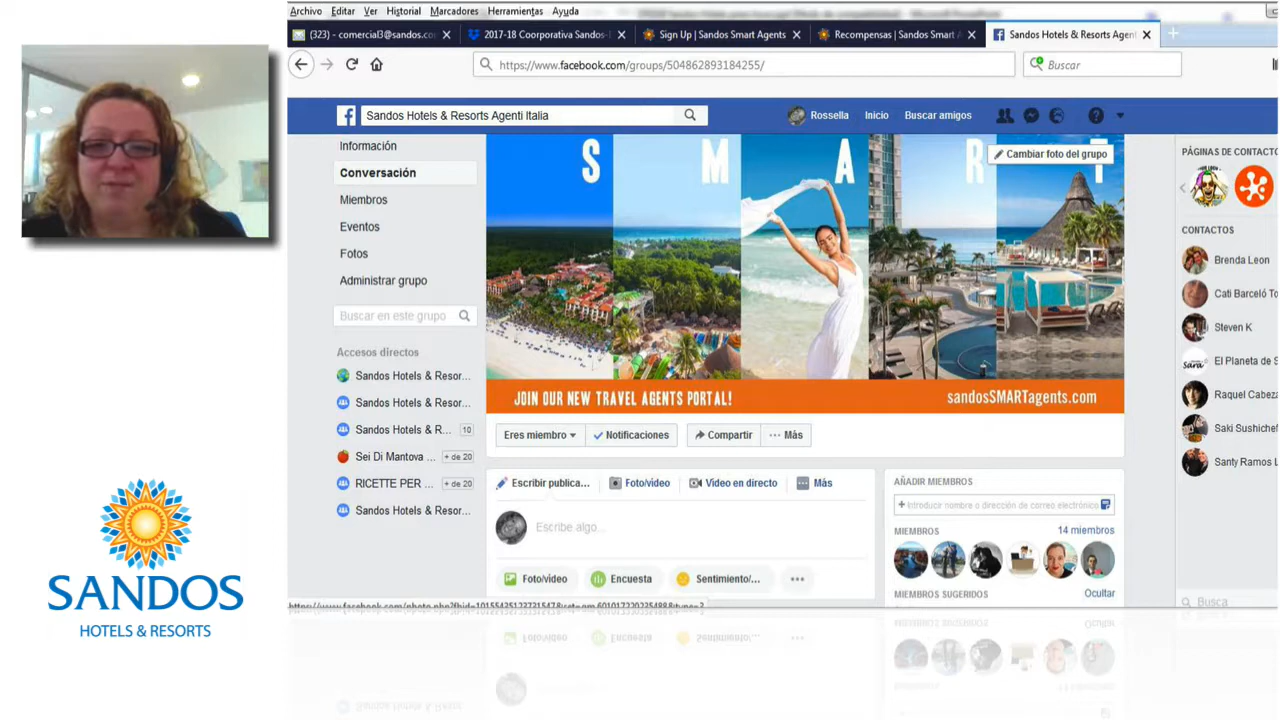 Archivo Editar Ver Historial Marcadores Herramientas Ayuda
(323) - comercial3@sandos.co
2017-18 Coorporativa Sandos-
Sign Up | Sandos Smart Agents
Recompensas | Sandos Smart A
Sandos Hotels & Resorts Agent
https://www.facebook.com/groups/504862893184255/
Buscar
Sandos Hotels & Resorts Agenti Italia
Rossella Inicio Buscar amigos
Información
Conversación
Miembros
Eventos
Fotos
Administrar grupo
Buscar en este grupo
Accesos directos
Sandos Hotels & Resor...
Sandos Hotels & Resor...
Sandos Hotels & R... 10
Sei Di Mantova ... + de 20
RICETTE PER ... + de 20
Sandos Hotels & Resor...
S M A R T
Cambiar foto del grupo
JOIN OUR NEW TRAVEL AGENTS PORTAL!
sandosSMARTagents.com
Eres miembro Notificaciones Compartir ... Más
Escribir publica... Foto/video Video en directo Más
Escribe algo...
Foto/video Encuesta Sentimiento/...
AÑADIR MIEMBROS
+ Introducir nombre o dirección de correo electrónico
MIEMBROS 14 miembros
MIEMBROS SUGERIDOS Ocultar
PÁGINAS DE CONTACTO
CONTACTOS
Brenda Leon
Cati Barceló To
Steven K
El Planeta de S
Raquel Cabeza
Saki Sushichef
Santy Ramos L
Busca
SANDOS
HOTELS & RESORTS